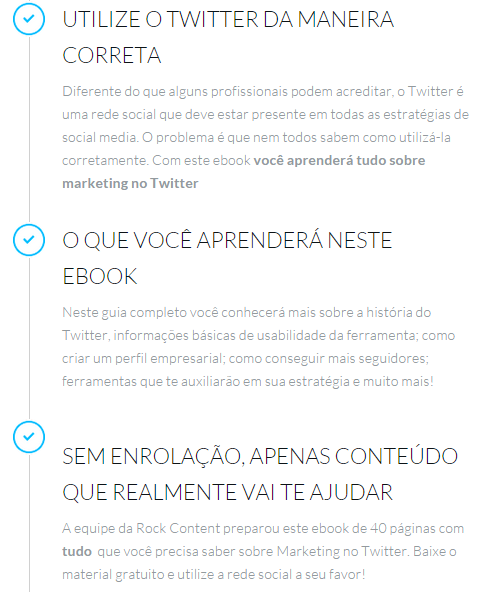 UTILIZE O TWITTER DA MANEIRA
CORRETA
Diferente do que alguns profissionais podem acreditar, o Twitter é
uma rede social que deve estar presente em todas as estratégias de
social media. O problema é que nem todos sabem como utilizá-la
corretamente. Com este ebook você aprenderá tudo sobre
marketing no Twitter
O QUE VOCÊ APRENDERÁ NESTE
EBOOK
Neste guia completo você conhecerá mais sobre a história do
Twitter, informações básicas de usabilidade da ferramenta; como
criar um perfil empresarial; como conseguir mais seguidores;
ferramentas que te auxiliarão em sua estratégia e muito mais!
SEM ENROLAÇÃO, APENAS CONTEÚDO
QUE REALMENTE VAI TE AJUDAR
A equipe da Rock Content preparou este ebook de 40 páginas com
tudo que você precisa saber sobre Marketing no Twitter. Baixe o
material gratuito e utilize a rede social a seu favor!